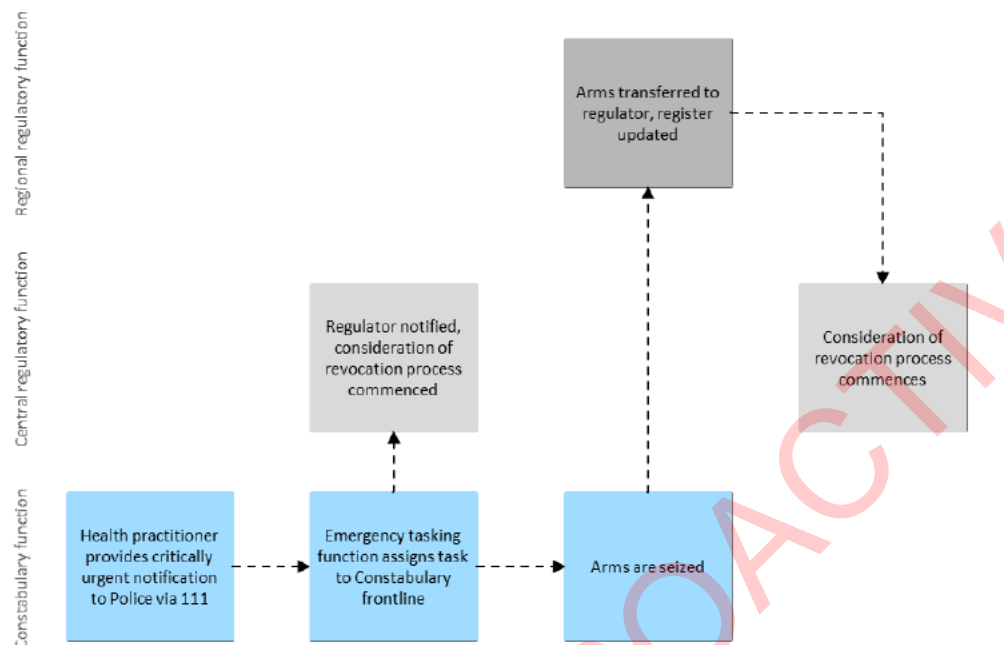 Regional regulatory function
Arms transferred to
regulator, register
updated
Central regulatory function
Regulator notified,
consideration of
revocation process
commenced
Consideration of
revocation process
commences
Constabulary function
Health practitioner
provides critically
urgent notification
to Police via 111
Emergency tasking
function assigns task
to Constabulary
frontline
Arms are seized
OACTIV